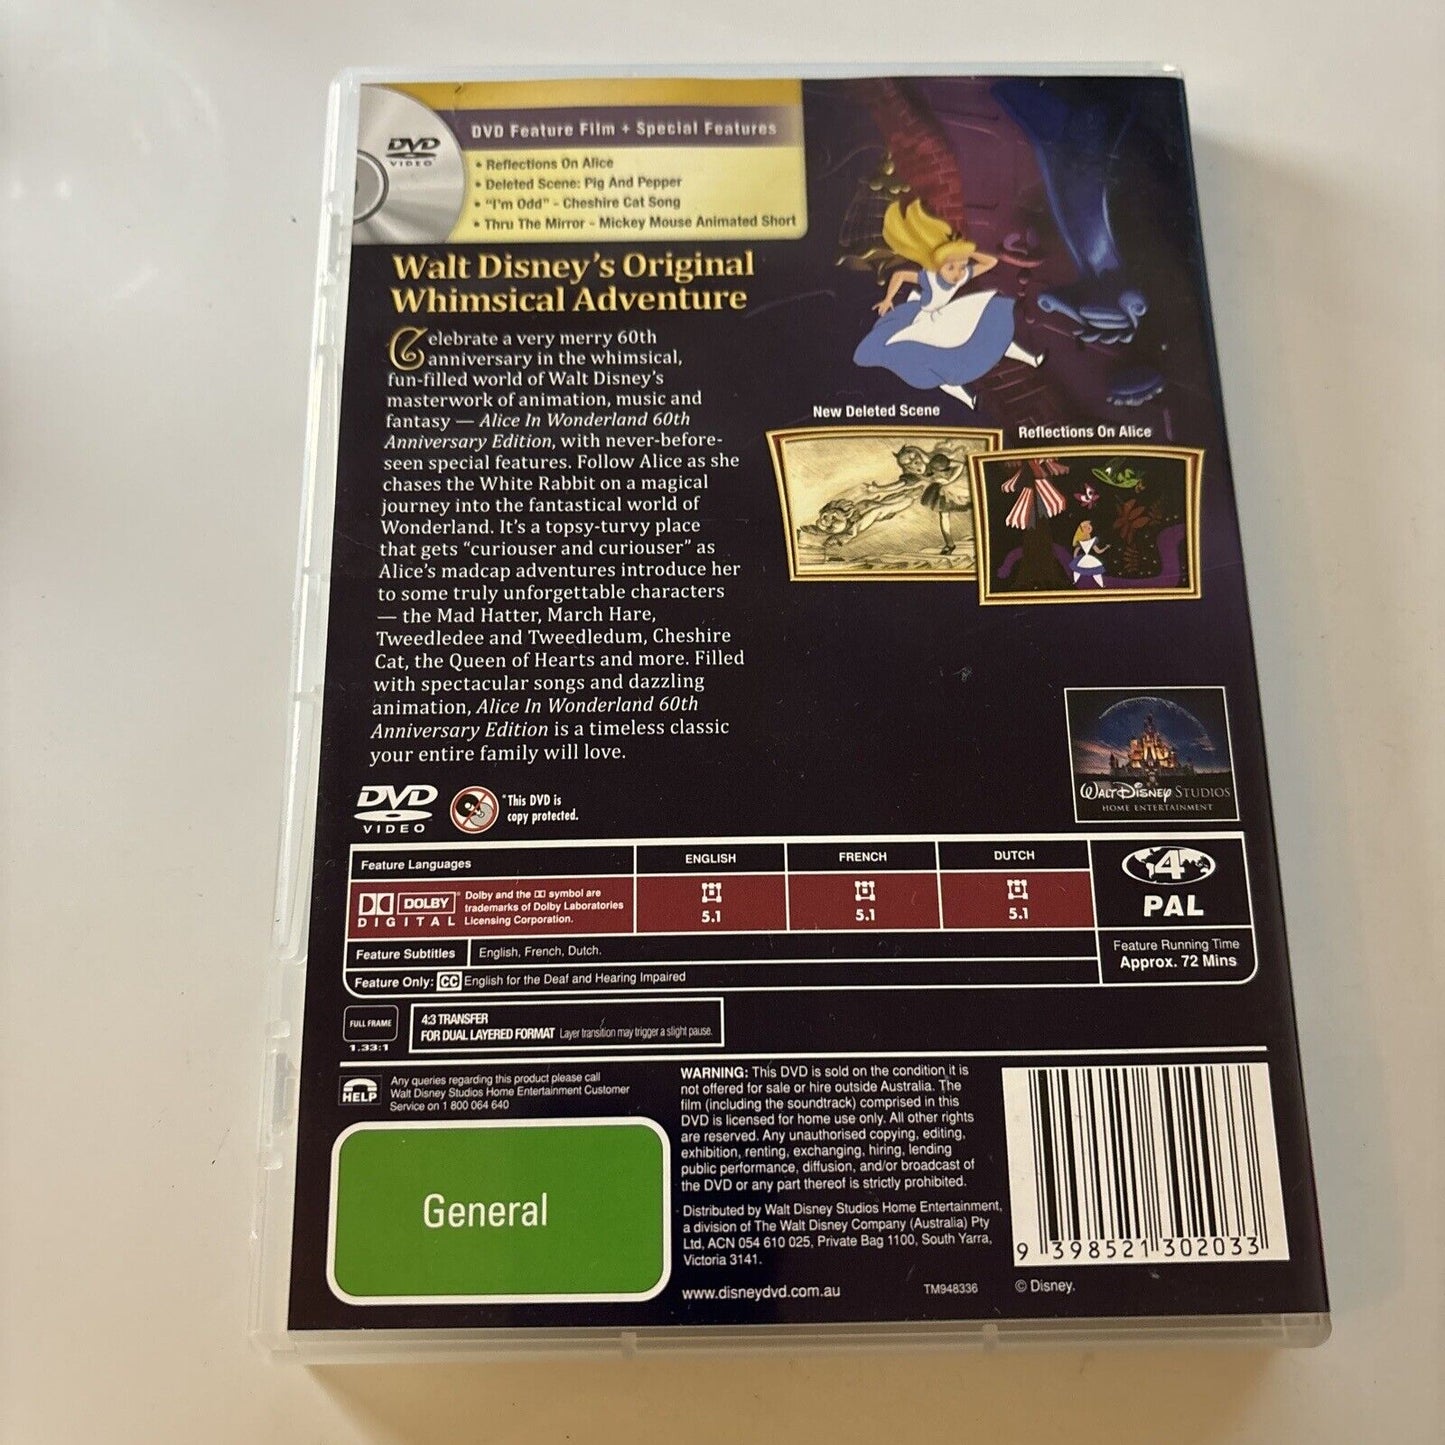 DVD
VIDEO
DVD Feature Film + Special Features
• Reflections On Alice
• Deleted Scene: Pig And Pepper
• "I'm Odd" - Cheshire Cat Song
• Thru The Mirror - Mickey Mouse Animated Short
Walt Disney's Original
Whimsical Adventure
Celebrate a very merry 60th
anniversary in the whimsical,
fun-filled world of Walt Disney's
masterwork of animation, music and
fantasy — Alice In Wonderland 60th
Anniversary Edition, with never-before-
seen special features. Follow Alice as she
chases the White Rabbit on a magical
journey into the fantastical world of
Wonderland. It's a topsy-turvy place
that gets “curiouser and curiouser” as
Alice's madcap adventures introduce her
to some truly unforgettable characters
— the Mad Hatter, March Hare,
Tweedledee and Tweedledum, Cheshire
Cat, the Queen of Hearts and more. Filled
with spectacular songs and dazzling
animation, Alice In Wonderland 60th
Anniversary Edition is a timeless classic
your entire family will love.
New Deleted Scene
Reflections On Alice
WALT DISNEY STUDIOS
HOME ENTERTAINMENT
DVD
VIDEO
*This DVD is
copy protected.
Feature Languages
ENGLISH
FRENCH
DUTCH
DOLBY
DIGITAL
Dolby and the DD symbol are
trademarks of Dolby Laboratories
Licensing Corporation.
5.1
5.1
5.1
4
PAL
Feature Subtitles
English, French, Dutch.
Feature Running Time
Approx. 72 Mins
Feature Only: CC English for the Deaf and Hearing Impaired
FULL FRAME
1.33:1
4:3 TRANSFER
FOR DUAL LAYERED FORMAT Layer transition may trigger a slight pause.
HELP
Any queries regarding this product please call
Walt Disney Studios Home Entertainment Customer
Service on 1 800 064 640
General
WARNING: This DVD is sold on the condition it is
not offered for sale or hire outside Australia. The
film (including the soundtrack) comprised in this
DVD is licensed for home use only. All other rights
are reserved. Any unauthorised copying, editing,
exhibition, renting, exchanging, hiring, lending
public performance, diffusion, and/or broadcast of
the DVD or any part thereof is strictly prohibited.
Distributed by Walt Disney Studios Home Entertainment,
a division of The Walt Disney Company (Australia) Pty
Ltd, ACN 054 610 025, Private Bag 1100, South Yarra,
Victoria 3141.
www.disneydvd.com.au
TM948336
© Disney.
9 398521 302033